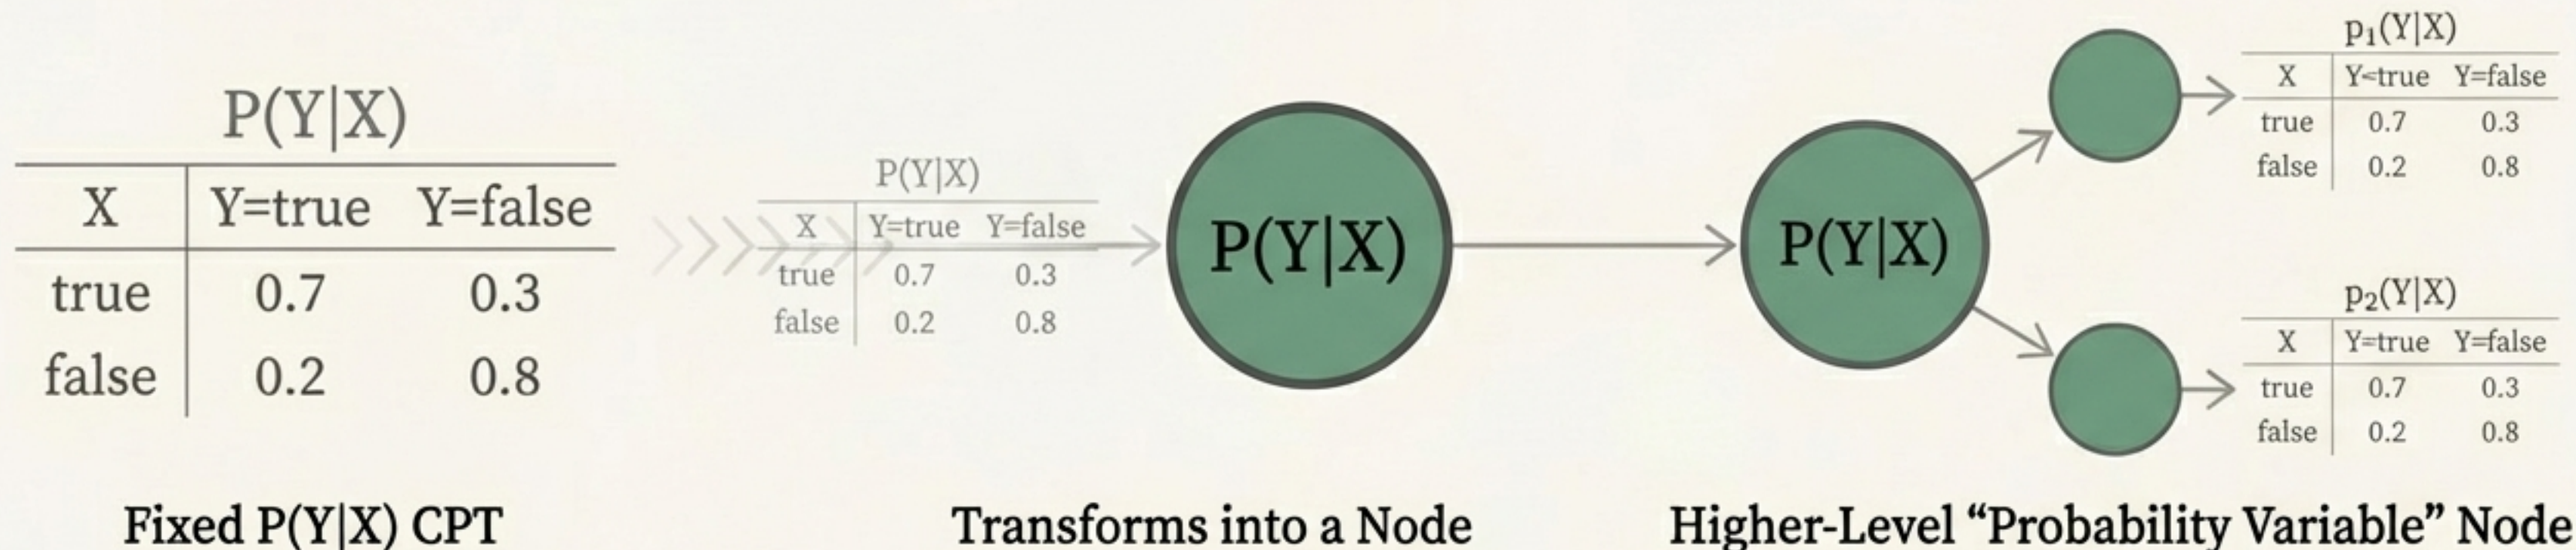 P(Y|X)
X Y=true Y=false
true 0.7 0.3
false 0.2 0.8
Fixed P(Y|X) CPT
P(Y|X)
X Y=true Y=false
true 0.7 0.3
false 0.2 0.8
P(Y|X)
Transforms into a Node
P(Y|X)
p₁(Y|X)
X Y<true Y=false
true 0.7 0.3
false 0.2 0.8
p₂(Y|X)
X Y=true Y=false
true 0.7 0.3
false 0.2 0.8
Higher-Level “Probability Variable” Node